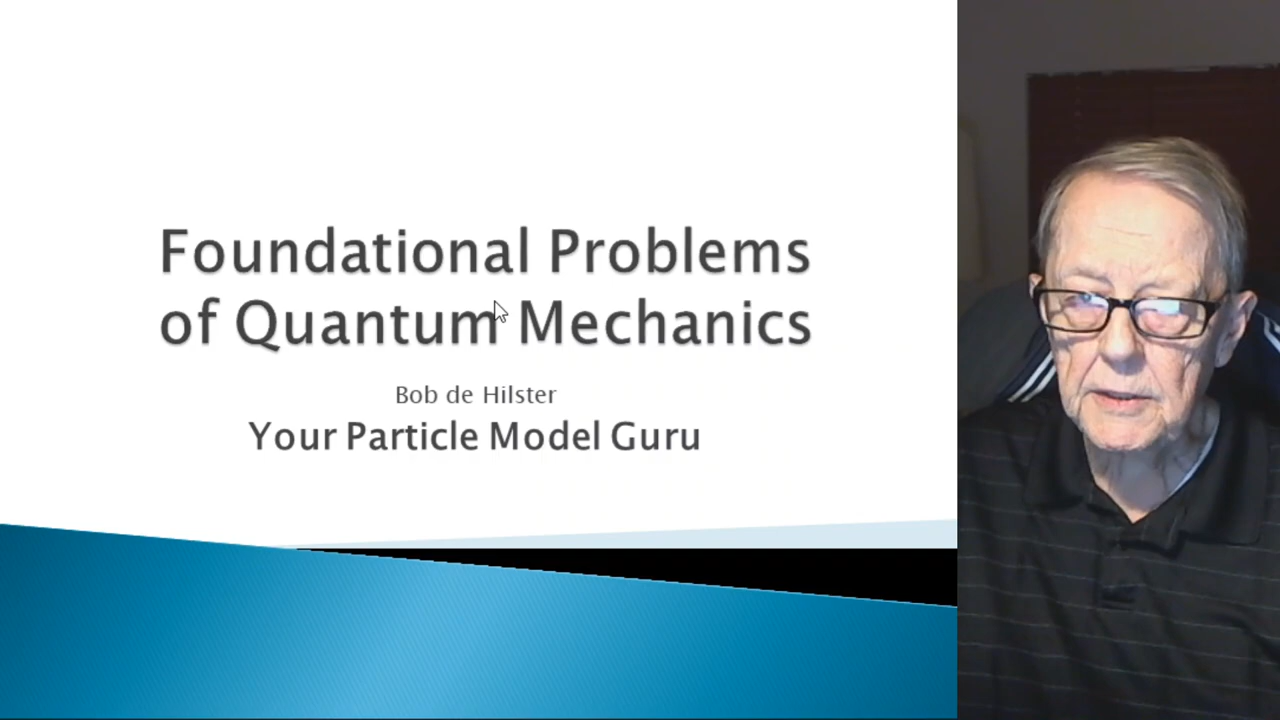 Foundational Problems
of Quantum Mechanics
Bob de Hilster
Your Particle Model Guru